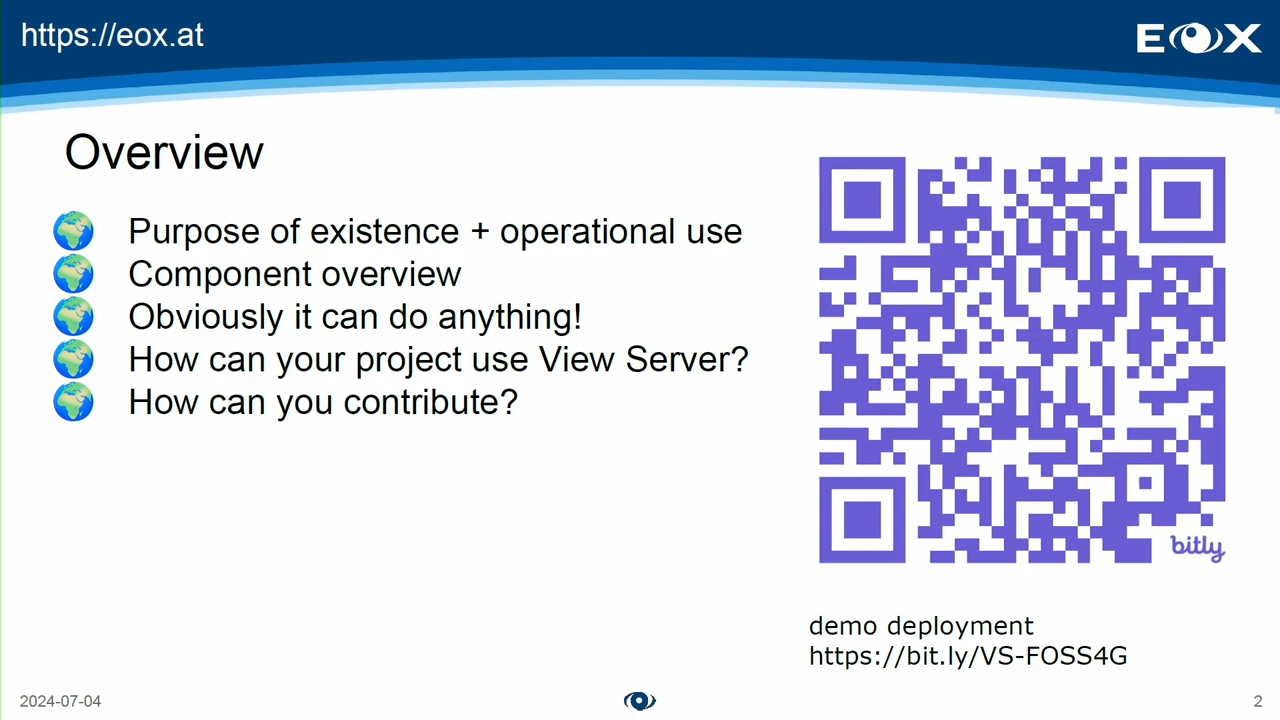 https://eox.at
EOX
Overview
Purpose of existence + operational use
Component overview
Obviously it can do anything!
How can your project use View Server?
How can you contribute?
bitly
demo deployment
https://bit.ly/VS-FOSS4G
2024-07-04
2